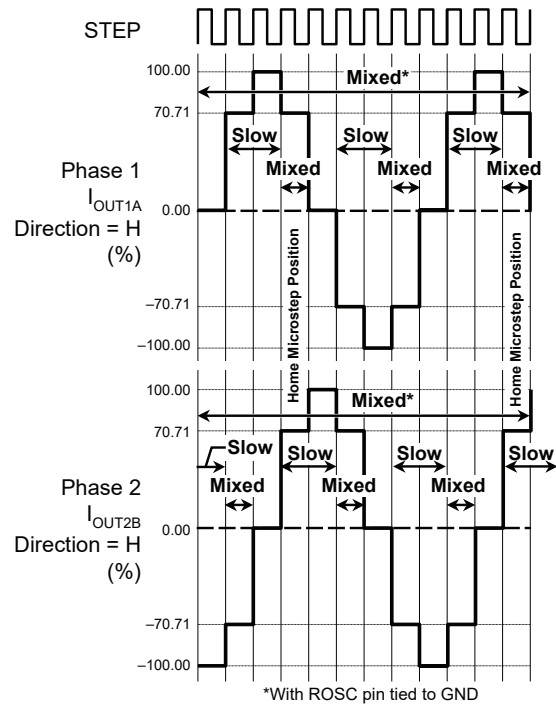 STEP
100.00
Mixed*
70.71
Slow
Slow
Slow
Mixed
Mixed
Mixed
Phase 1
IOUT1A
Direction = H
(%)
0.00
Home Microstep Position
Home Microstep Position
–70.71
–100.00
100.00
Mixed*
70.71
Slow
Slow
Slow
Slow
Mixed
Mixed
Mixed
Phase 2
IOUT2B
Direction = H
(%)
0.00
–70.71
–100.00
*With ROSC pin tied to GND